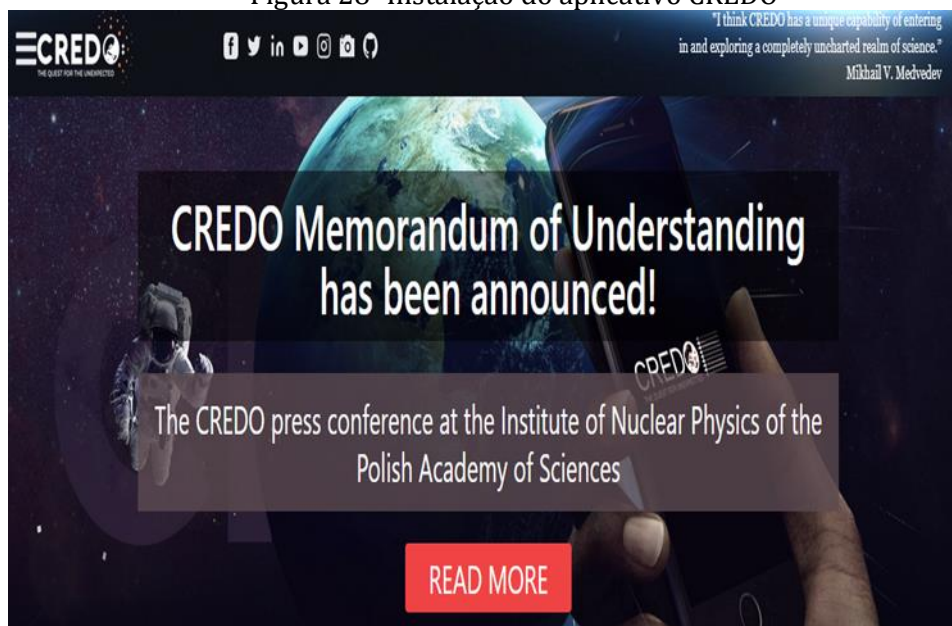 Figura 28- Instalação do aplicativo CREDO
CREDO
THE QUEST FOR THE UNEXPECTED
"I think CREDO has a unique capability of entering
in and exploring a completely uncharted realm of science."
Mikhail V. Medvedev
CREDO Memorandum of Understanding
has been announced!
CREDO
The CREDO press conference at the Institute of Nuclear Physics of the
Polish Academy of Sciences
READ MORE